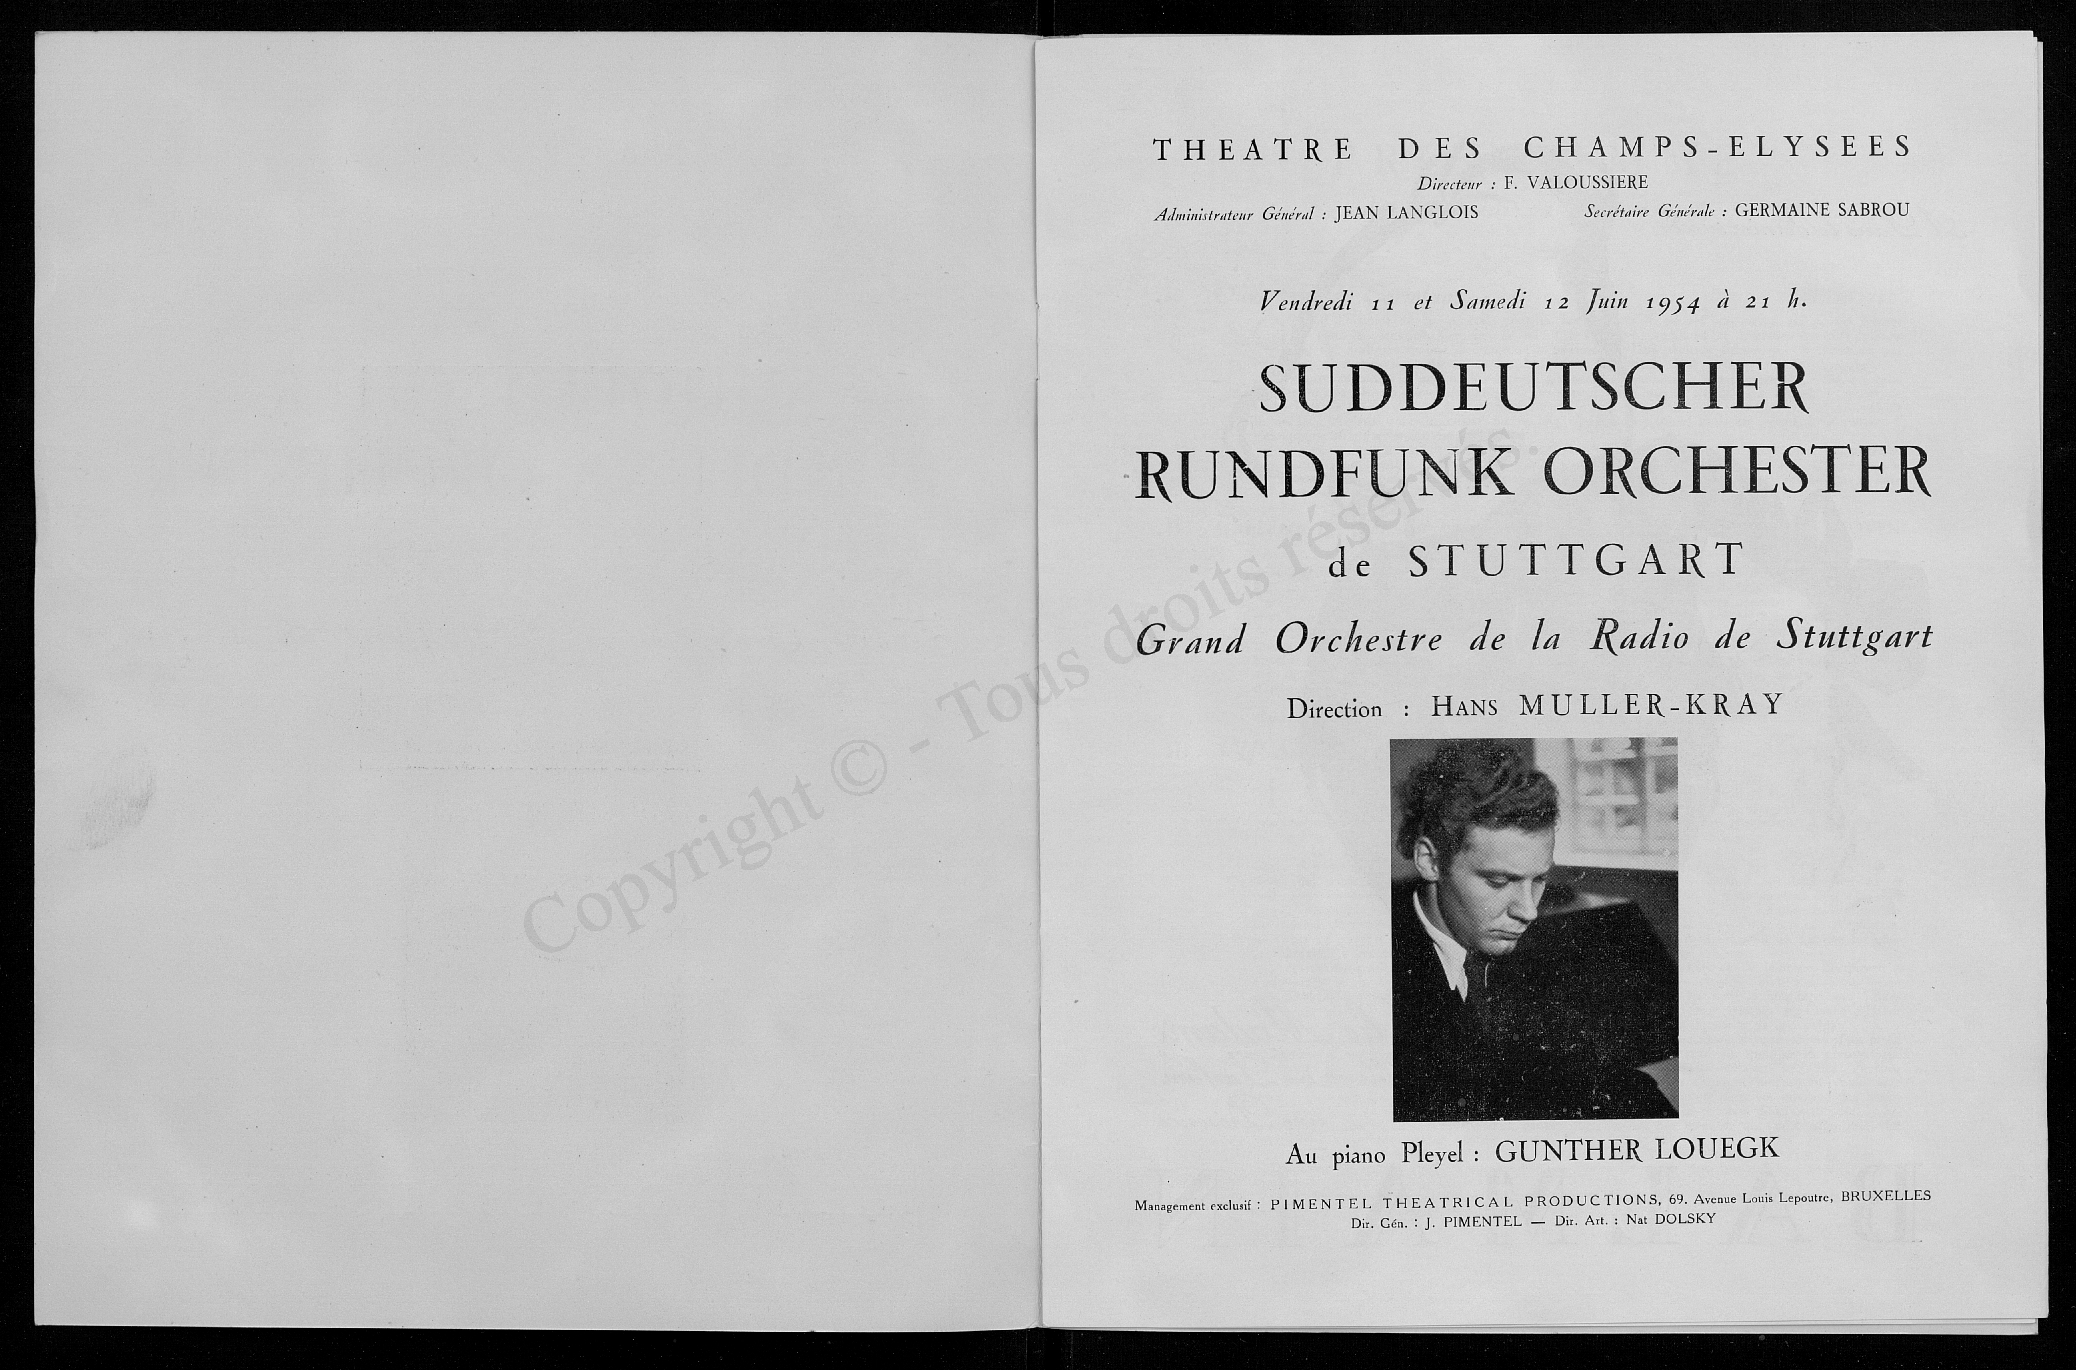 THEATRE DES CHAMPS-ELYSEES
Directeur : F. VALOUSSIERE
Administrateur Général : JEAN LANGLOIS Secrétaire Générale : GERMAINE SABROU
Vendredi 11 et Samedi 12 Juin 1954 à 21 h.
SUDDEUTSCHER
RUNDFUNK ORCHESTER
de STUTTGART
Grand Orchestre de la Radio de Stuttgart
Direction : HANS MULLER-KRAY
Au piano Pleyel : GUNTHER LOUEGK
Management exclusif : PIMENTEL THEATRICAL PRODUCTIONS, 69. Avenue Louis Lepoutre, BRUXELLES
Dir. Gén. : J. PIMENTEL — Dir. Art. : Nat DOLSKY
Copyright © - Tous droits réservés.